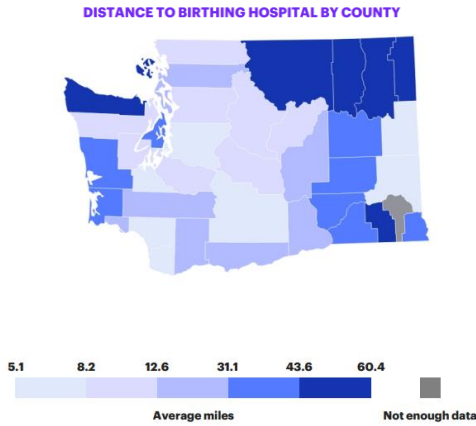 DISTANCE TO BIRTHING HOSPITAL BY COUNTY
5.1 8.2 12.6 31.1 43.6 60.4
Average miles Not enough data